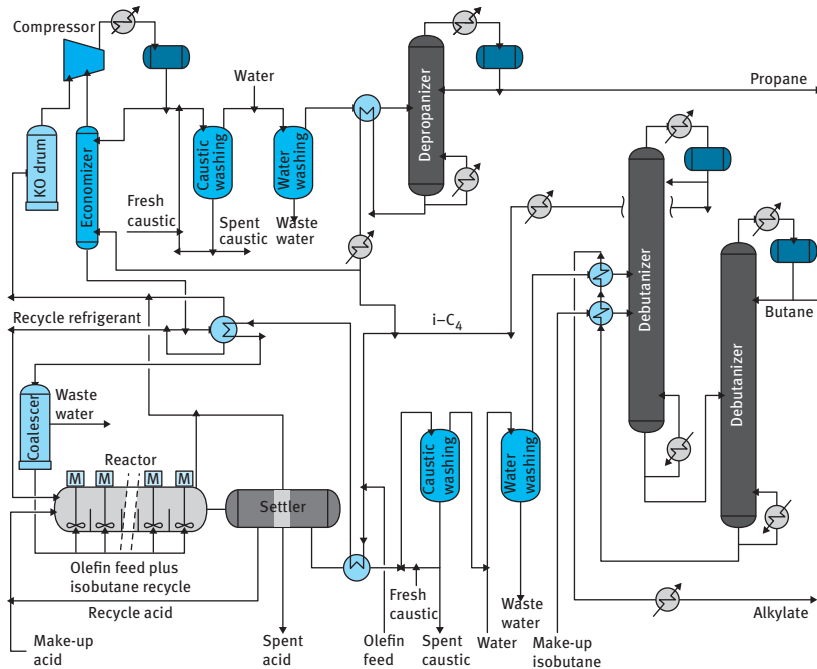 Compressor
Water
Propane
KO drum
Economizer
Caustic
washing
Water
washing
Depropanizer
Fresh
caustic
Spent
caustic
Waste
water
Debutanizer
Debutanizer
Butane
Recycle refrigerant
i–C4
Coalescer
Waste
water
Reactor
M
M
M
M
Settler
Caustic
washing
Water
washing
Olefin feed plus
isobutane recycle
Recycle acid
Fresh
caustic
Waste
water
Alkylate
Make-up
acid
Spent
acid
Olefin
feed
Spent
caustic
Water
Make-up
isobutane